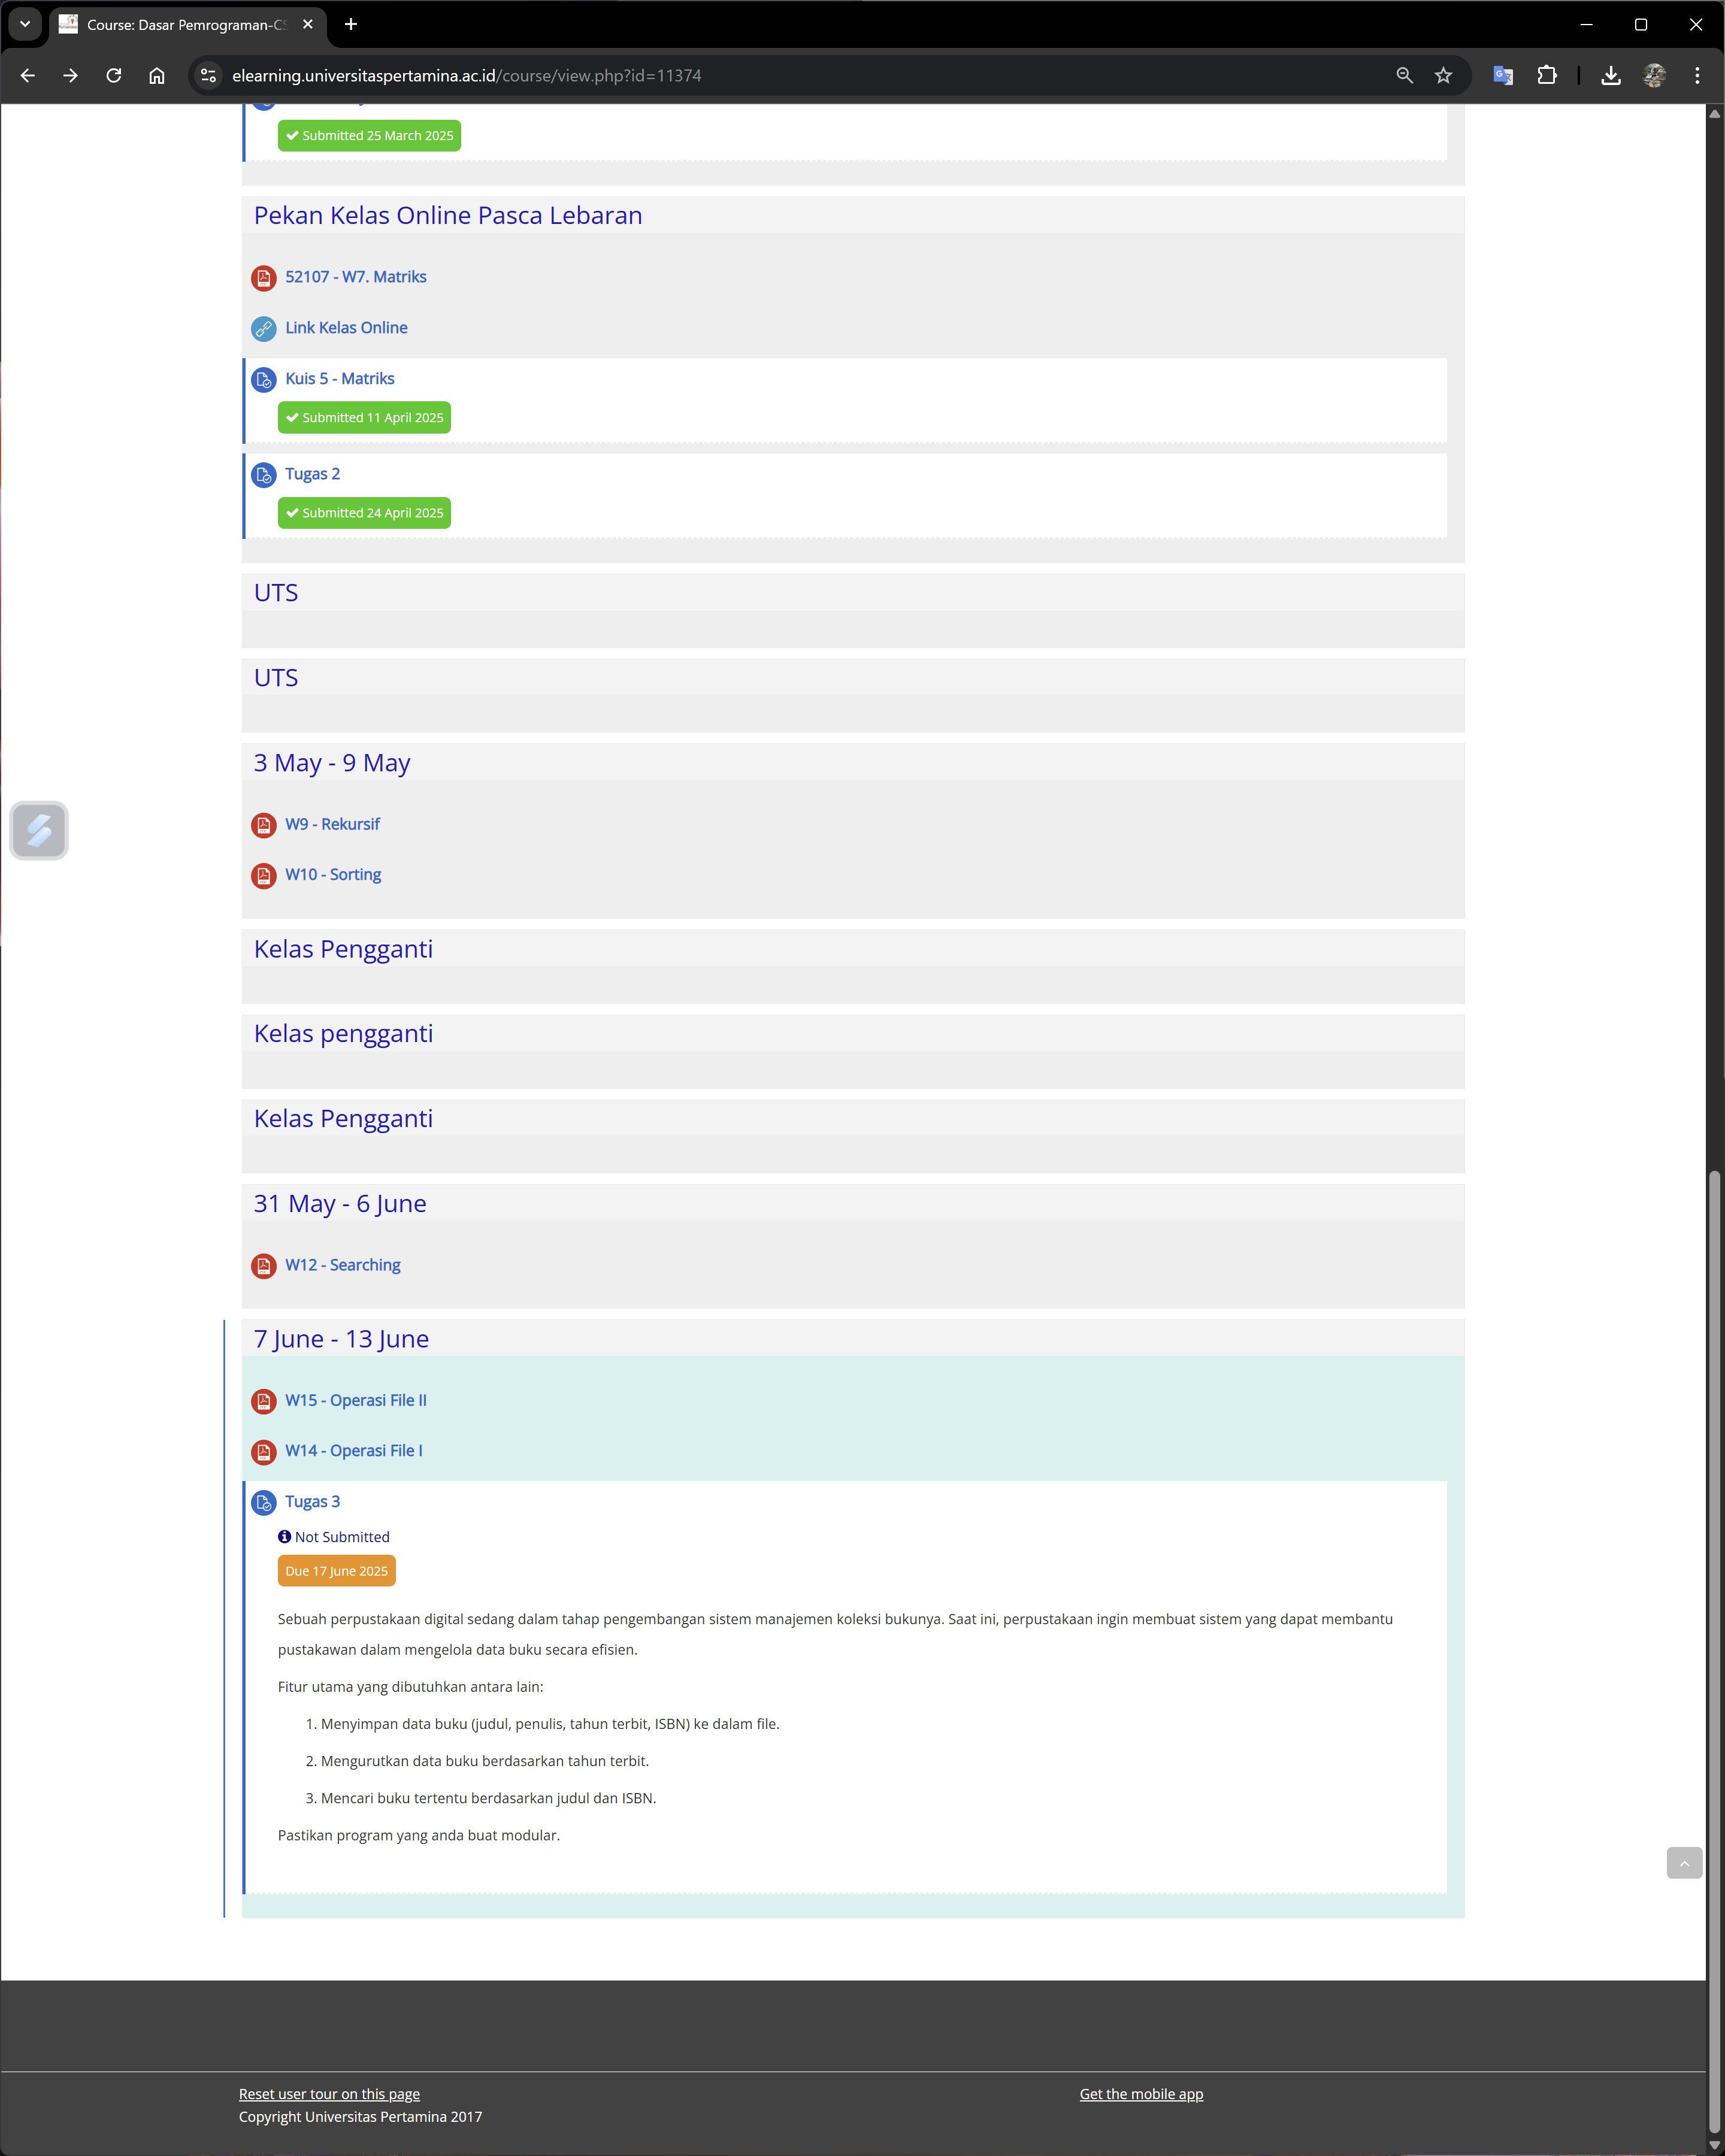 Course: Dasar Pemrograman-CS
elearning.universitaspertamina.ac.id/course/view.php?id=11374
Submitted 25 March 2025
Pekan Kelas Online Pasca Lebaran
52107 - W7. Matriks
Link Kelas Online
Kuis 5 - Matriks
Submitted 11 April 2025
Tugas 2
Submitted 24 April 2025
UTS
UTS
3 May - 9 May
W9 - Rekursif
W10 - Sorting
Kelas Pengganti
Kelas pengganti
Kelas Pengganti
31 May - 6 June
W12 - Searching
7 June - 13 June
W15 - Operasi File II
W14 - Operasi File I
Tugas 3
Not Submitted
Due 17 June 2025
Sebuah perpustakaan digital sedang dalam tahap pengembangan sistem manajemen koleksi bukunya. Saat ini, perpustakaan ingin membuat sistem yang dapat membantu
pustakawan dalam mengelola data buku secara efisien.
Fitur utama yang dibutuhkan antara lain:
1. Menyimpan data buku (judul, penulis, tahun terbit, ISBN) ke dalam file.
2. Mengurutkan data buku berdasarkan tahun terbit.
3. Mencari buku tertentu berdasarkan judul dan ISBN.
Pastikan program yang anda buat modular.
Reset user tour on this page
Get the mobile app
Copyright Universitas Pertamina 2017